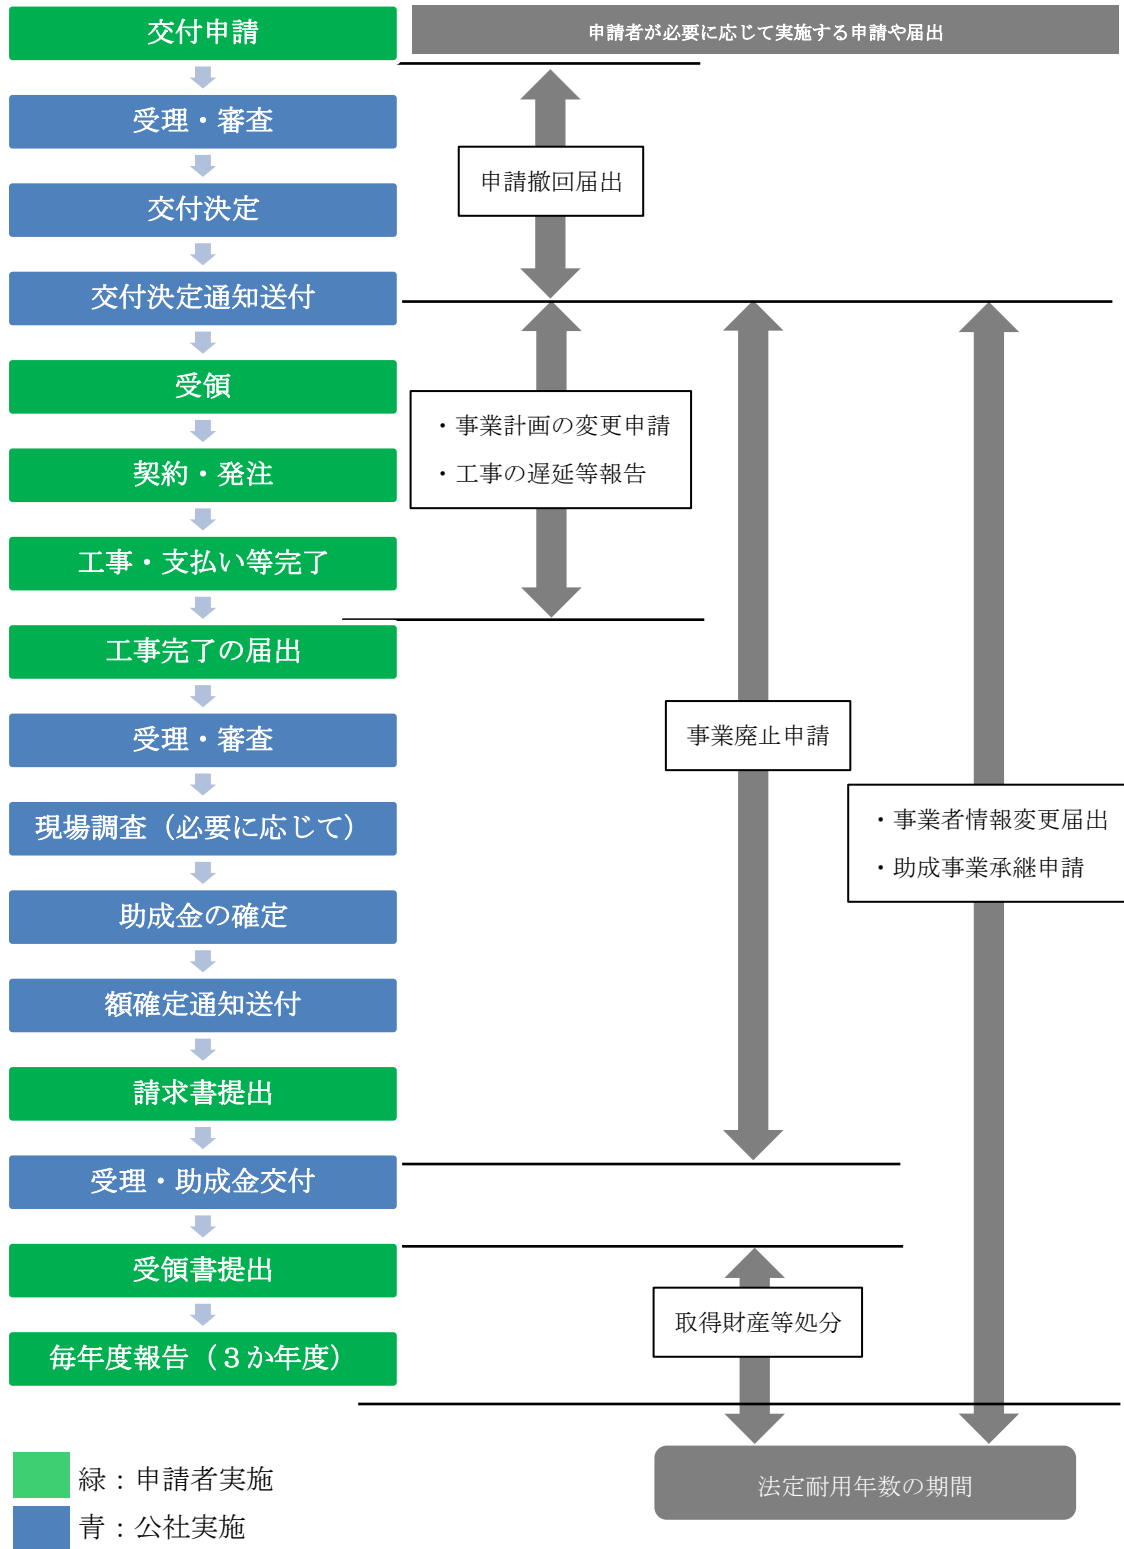 交付申請
申請者が必要に応じて実施する申請や届出
受理・審査
申請撤回届出
交付決定
交付決定通知送付
受領
・事業計画の変更申請
契約・発注
・工事の遅延等報告
工事・支払い等完了
工事完了の届出
受理・審査
事業廃止申請
現場調査（必要に応じて）
・事業者情報変更届出
・助成事業承継申請
助成金の確定
額確定通知送付
請求書提出
受理・助成金交付
受領書提出
取得財産等処分
毎年度報告（３か年度）
緑：申請者実施
法定耐用年数の期間
青：公社実施